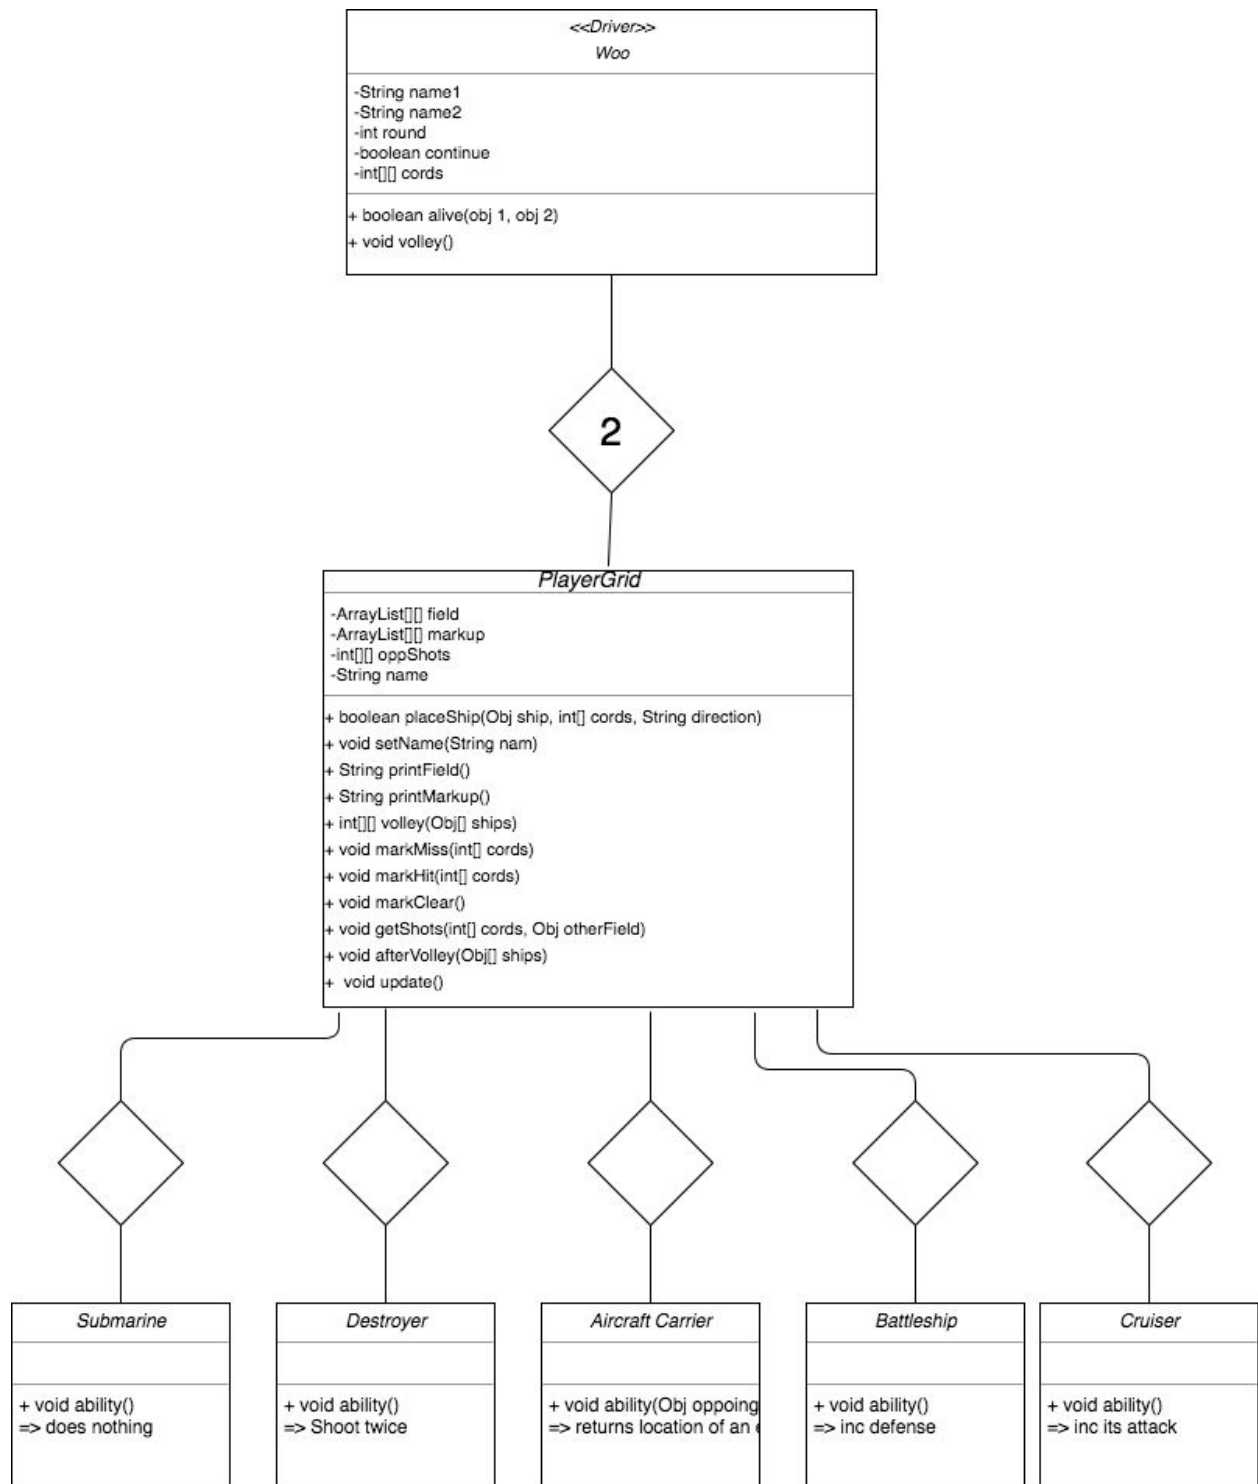 <<Driver>>
Woo
-String name1
-String name2
-int round
-boolean continue
-int[][] cords
+ boolean alive(obj 1, obj 2)
+ void volley()
2
PlayerGrid
-ArrayList[][] field
-ArrayList[][] markup
-int[][] oppShots
-String name
+ boolean placeShip(Obj ship, int[] cords, String direction)
+ void setName(String nam)
+ String printField()
+ String printMarkup()
+ int[][] volley(Obj[] ships)
+ void markMiss(int[] cords)
+ void markHit(int[] cords)
+ void markClear()
+ void getShots(int[] cords, Obj otherField)
+ void afterVolley(Obj[] ships)
+ void update()
Submarine
+ void ability()
=> does nothing
Destroyer
+ void ability()
=> Shoot twice
Aircraft Carrier
+ void ability(Obj oppoing
=> returns location of an
Battleship
+ void ability()
=> inc defense
Cruiser
+ void ability()
=> inc its attack